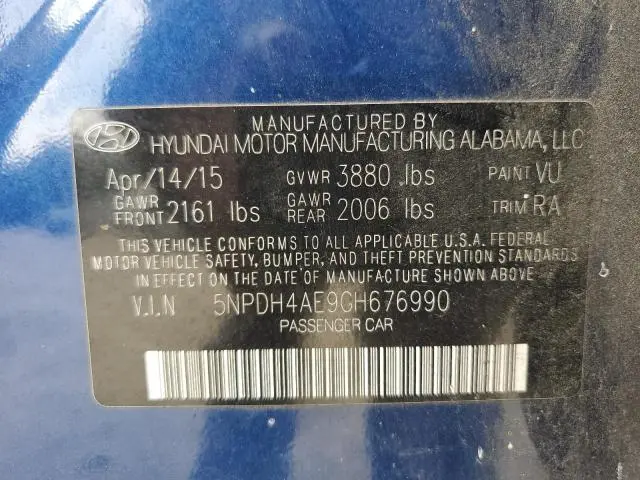 MANUFACTURED BY
HYUNDAI MOTOR MANUFACTURING ALABAMA, LLC
Apr/14/15 GVWR 3880 lbs PAINT VU
GAWR FRONT 2161 lbs GAWR REAR 2006 lbs TRIM RA
THIS VEHICLE CONFORMS TO ALL APPLICABLE U.S.A. FEDERAL
MOTOR VEHICLE SAFETY, BUMPER, AND THEFT PREVENTION STANDARDS
IN EFFECT ON THE DATE OF MANUFACTURE SHOWN ABOVE.
V.I.N 5NPDH4AE9GH676990
PASSENGER CAR